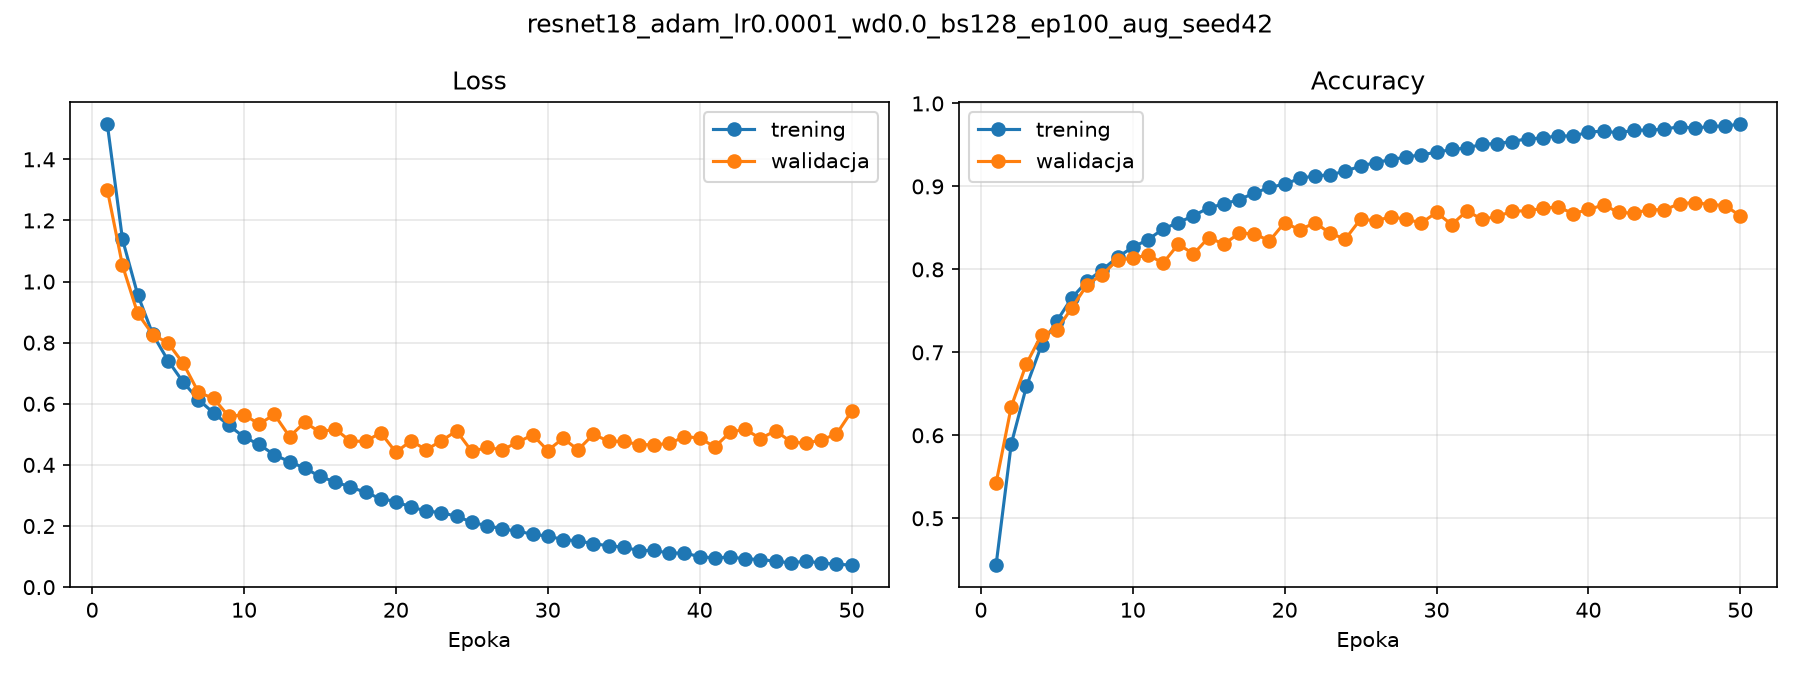 resnet18_adam_lr0.0001_wd0.0_bs128_ep100_aug_seed42
Loss
trening
walidacja
1.4
1.2
1.0
0.8
0.6
0.4
0.2
0.0
0
10
20
30
40
50
Epoka
Accuracy
trening
walidacja
1.0
0.9
0.8
0.7
0.6
0.5
0
10
20
30
40
50
Epoka